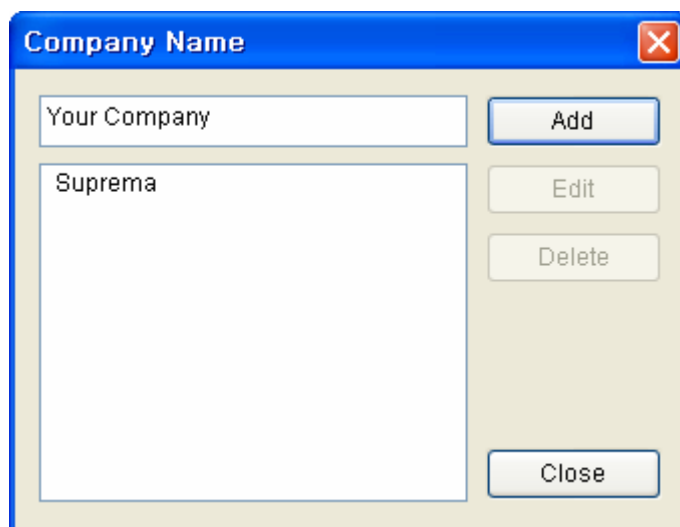 Company Name
Your Company
Add
Suprema
Edit
Delete
Close